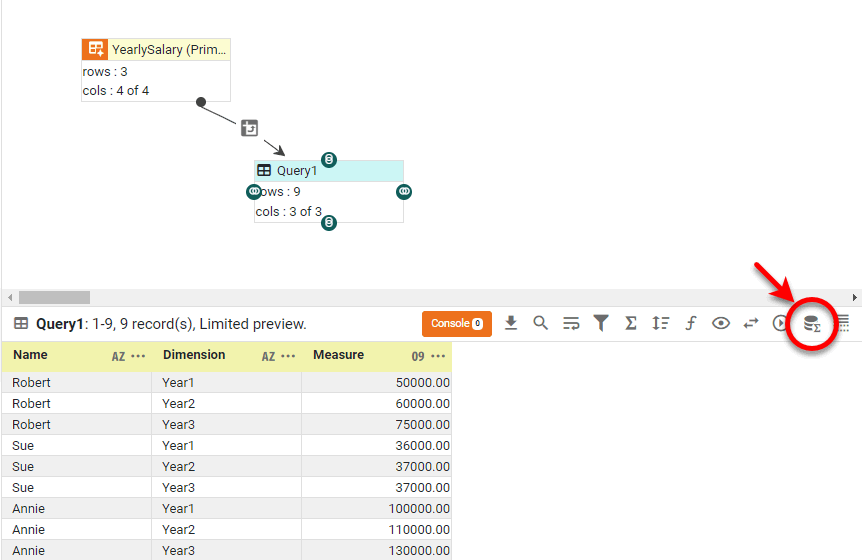 YearlySalary (Prim...
rows : 3
cols : 4 of 4
Query1
ows : 9
cols : 3 of 3
Query1: 1-9, 9 record(s), Limited preview.
Console 0
Σ
f
Σ
Name AZ ••• Dimension AZ ••• Measure 09 •••
Robert Year1 50000.00
Robert Year2 60000.00
Robert Year3 75000.00
Sue Year1 36000.00
Sue Year2 37000.00
Sue Year3 37000.00
Annie Year1 100000.00
Annie Year2 110000.00
Annie Year3 130000.00